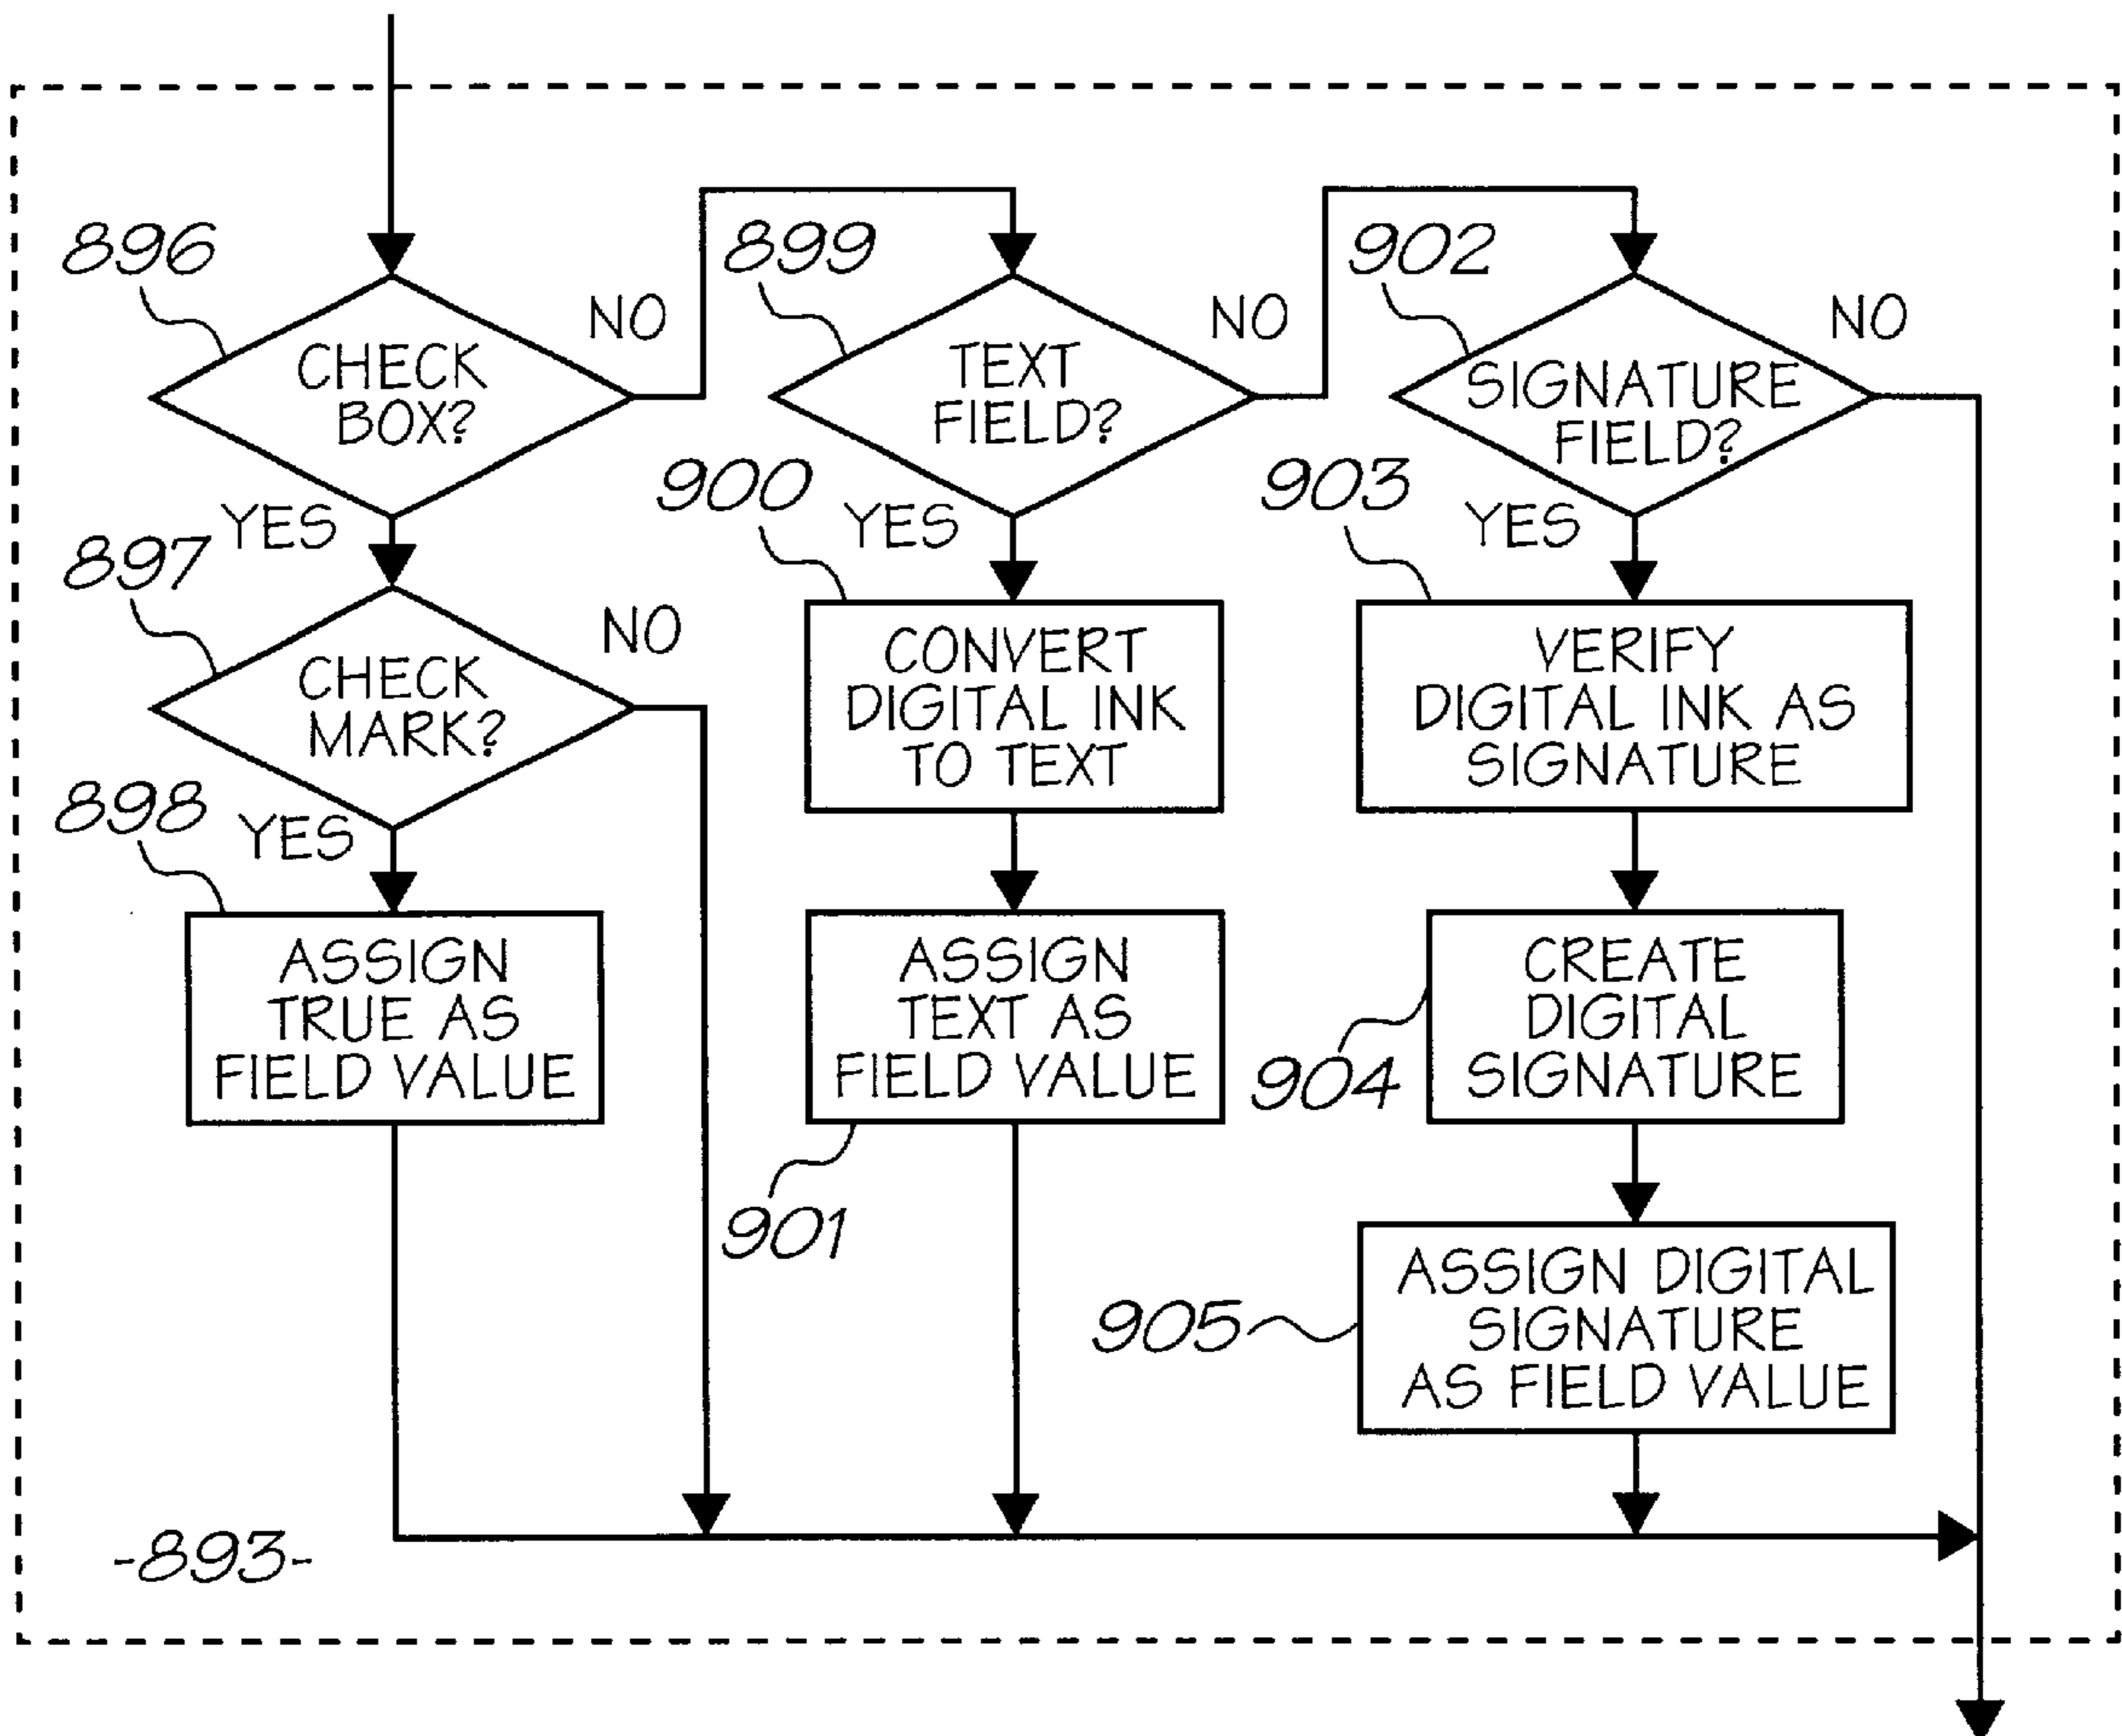 896
CHECK
BOX?
NO
YES
897
CHECK
MARK?
NO
YES
898
ASSIGN
TRUE AS
FIELD VALUE
899
TEXT
FIELD?
NO
YES
900
CONVERT
DIGITAL INK
TO TEXT
ASSIGN
TEXT AS
FIELD VALUE
901
902
SIGNATURE
FIELD?
NO
YES
903
VERIFY
DIGITAL INK AS
SIGNATURE
CREATE
DIGITAL
SIGNATURE
904
ASSIGN DIGITAL
SIGNATURE
AS FIELD VALUE
905
-893-